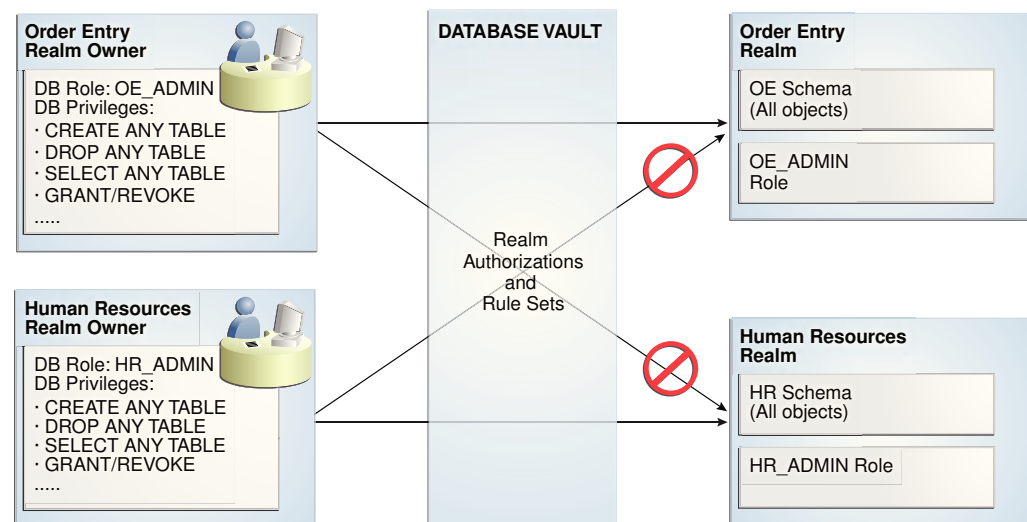 Order Entry
Realm Owner
DB Role: OE_ADMIN
DB Privileges:
· CREATE ANY TABLE
· DROP ANY TABLE
· SELECT ANY TABLE
· GRANT/REVOKE
.....
Human Resources
Realm Owner
DB Role: HR_ADMIN
DB Privileges:
· CREATE ANY TABLE
· DROP ANY TABLE
· SELECT ANY TABLE
· GRANT/REVOKE
.....
DATABASE VAULT
Realm
Authorizations
and
Rule Sets
Order Entry
Realm
OE Schema
(All objects)
OE_ADMIN
Role
Human Resources
Realm
HR Schema
(All objects)
HR_ADMIN Role